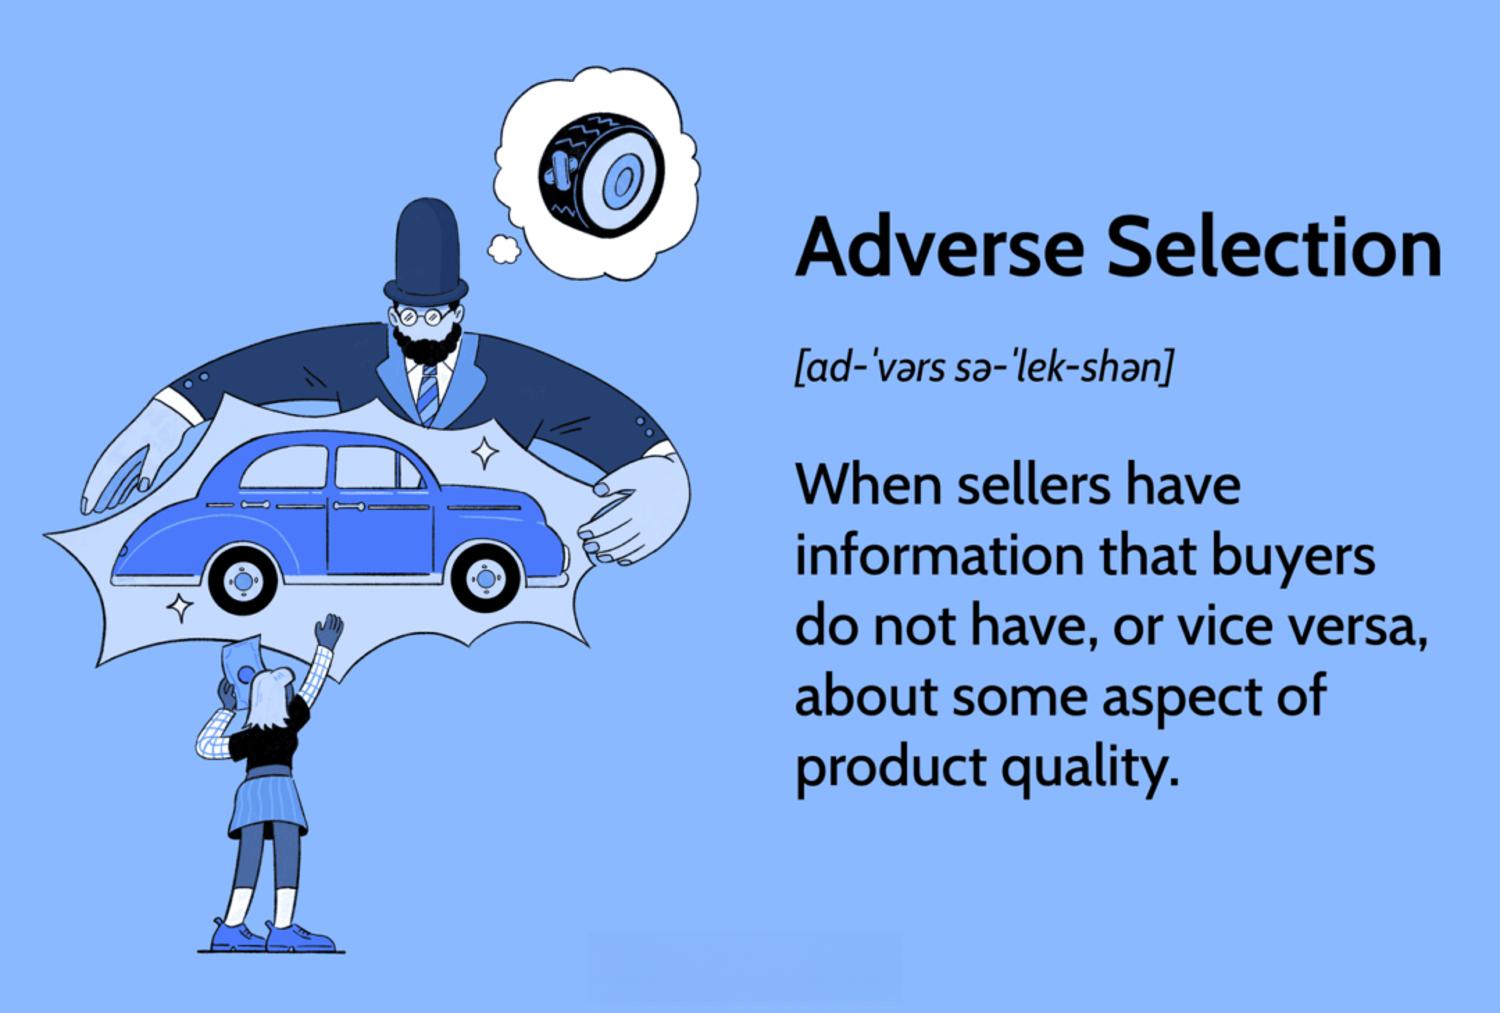 Adverse Selection
[ad-ˈvərs sə-ˈlek-shən]
When sellers have
information that buyers
do not have, or vice versa,
about some aspect of
product quality.